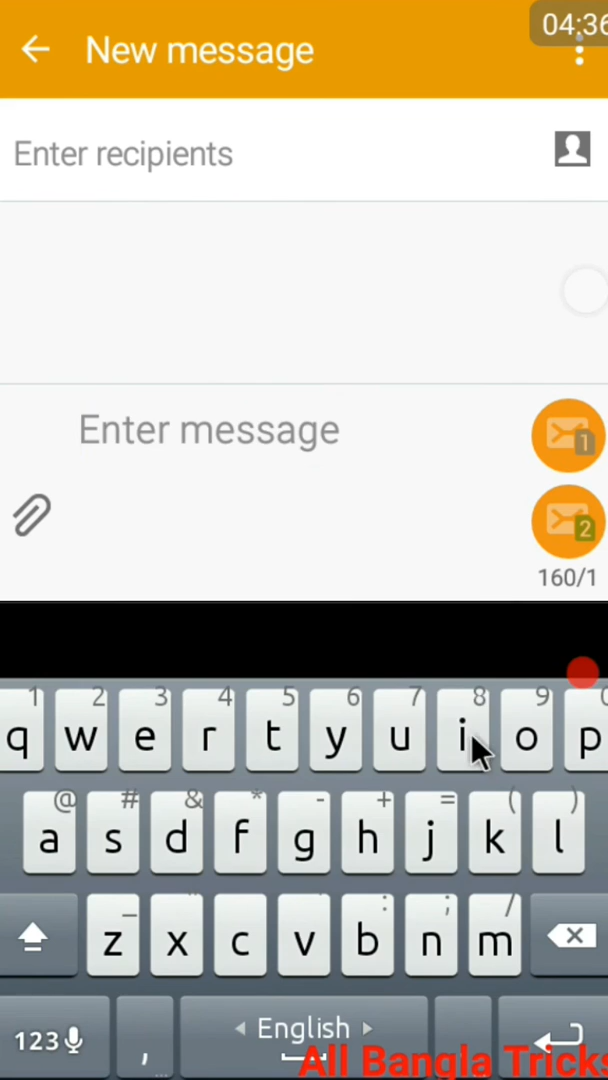 04:36
New message
Enter recipients
Enter message
1
2
160/1
1 2 3 4 5 6 7 8 9
q w e r t y u i o p
@ # & * - + = ( )
a s d f g h j k l
_ " : ; /
z x c v b n m
123 , English
All Bangla Tricks